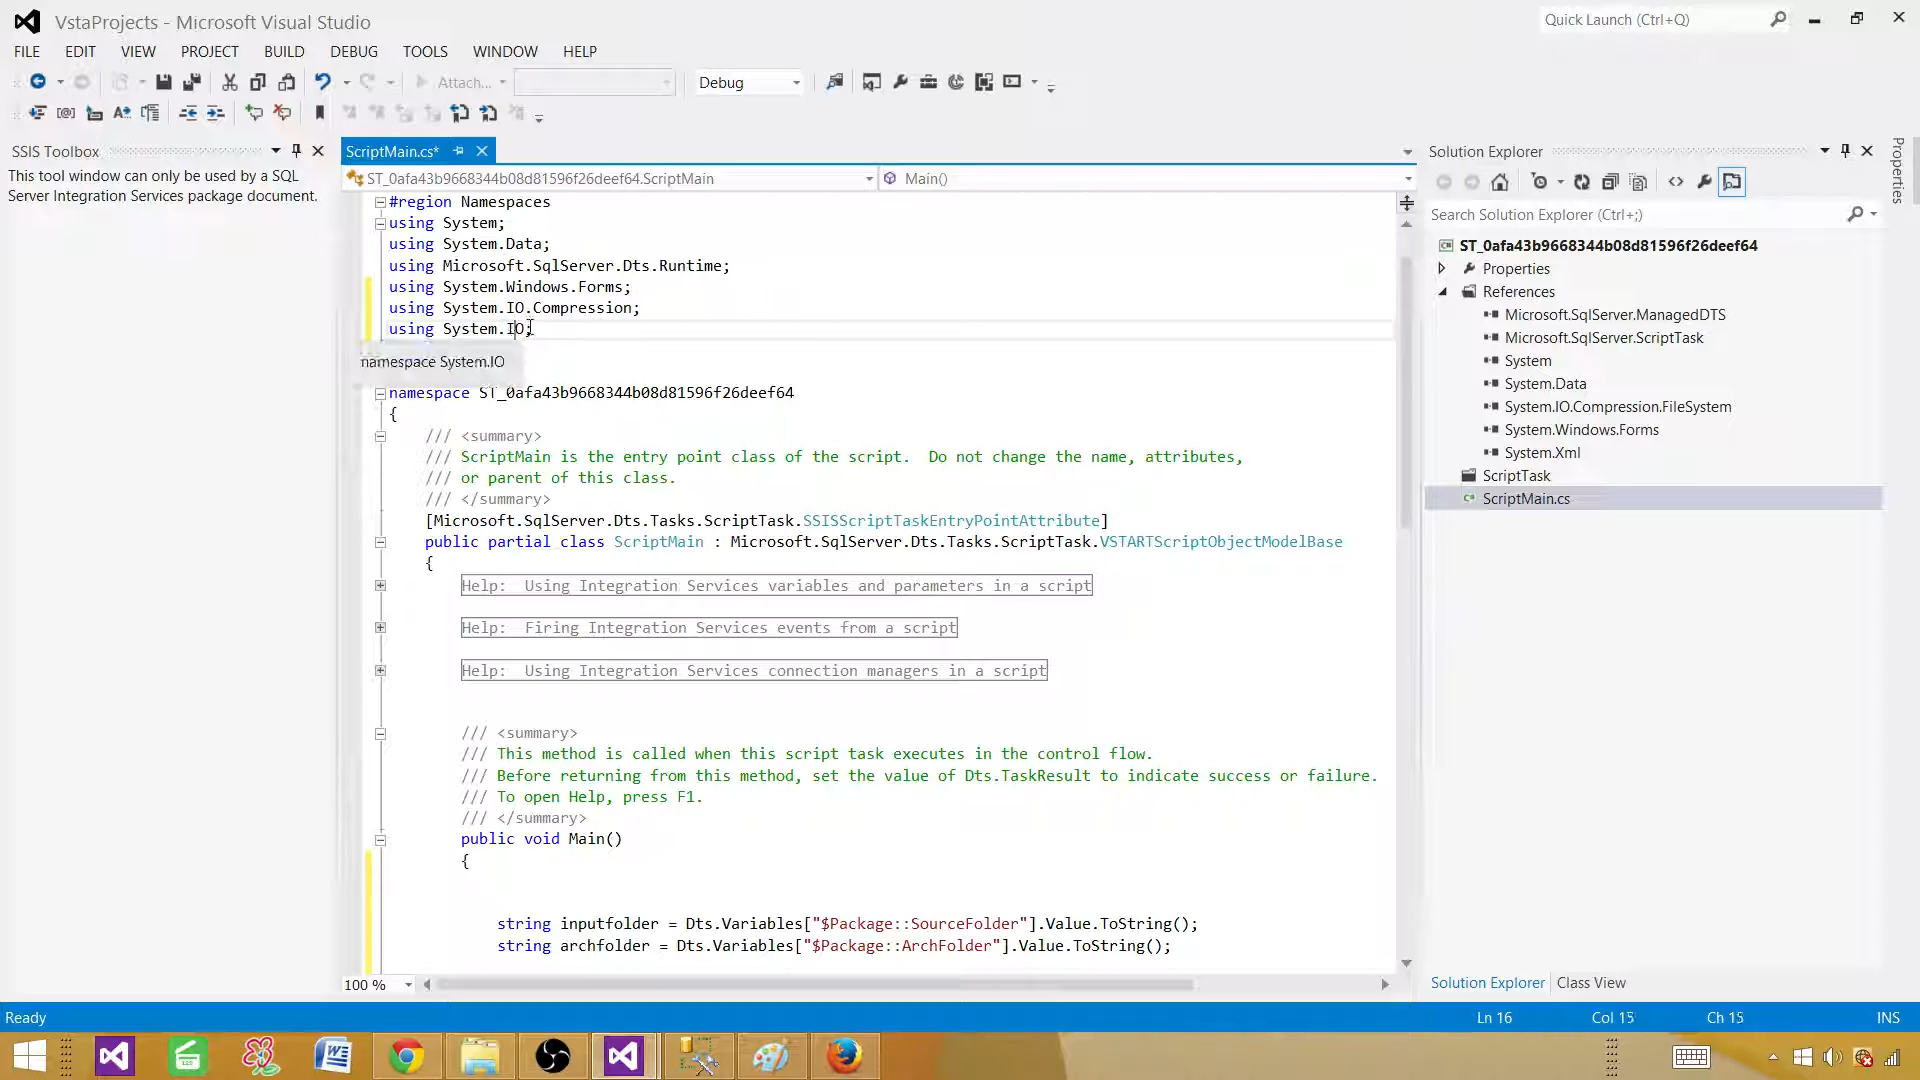 VstaProjects - Microsoft Visual Studio
Quick Launch (Ctrl+Q)
FILE EDIT VIEW PROJECT BUILD DEBUG TOOLS WINDOW HELP
Attach...
Debug
SSIS Toolbox
This tool window can only be used by a SQL
Server Integration Services package document.
ScriptMain.cs*
ST_0afa43b9668344b08d81596f26deef64.ScriptMain
Main()
#region Namespaces
using System;
using System.Data;
using Microsoft.SqlServer.Dts.Runtime;
using System.Windows.Forms;
using System.IO.Compression;
using System.IO;
namespace System.IO
namespace ST_0afa43b9668344b08d81596f26deef64
{
/// <summary>
/// ScriptMain is the entry point class of the script.  Do not change the name, attributes,
/// or parent of this class.
/// </summary>
[Microsoft.SqlServer.Dts.Tasks.ScriptTask.SSISScriptTaskEntryPointAttribute]
public partial class ScriptMain : Microsoft.SqlServer.Dts.Tasks.ScriptTask.VSTARTScriptObjectModelBase
{
Help:  Using Integration Services variables and parameters in a script
Help:  Firing Integration Services events from a script
Help:  Using Integration Services connection managers in a script
/// <summary>
/// This method is called when this script task executes in the control flow.
/// Before returning from this method, set the value of Dts.TaskResult to indicate success or failure.
/// To open Help, press F1.
/// </summary>
public void Main()
{
string inputfolder = Dts.Variables["$Package::SourceFolder"].Value.ToString();
string archfolder = Dts.Variables["$Package::ArchFolder"].Value.ToString();
100 %
Solution Explorer
Search Solution Explorer (Ctrl+;)
ST_0afa43b9668344b08d81596f26deef64
Properties
References
Microsoft.SqlServer.ManagedDTS
Microsoft.SqlServer.ScriptTask
System
System.Data
System.IO.Compression.FileSystem
System.Windows.Forms
System.Xml
ScriptTask
ScriptMain.cs
Solution Explorer
Class View
Properties
Ready
Ln 16
Col 15
Ch 15
INS